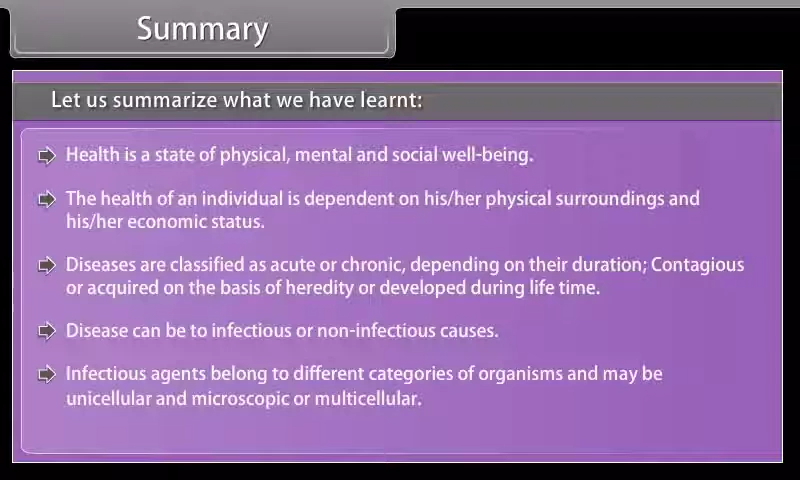 Summary
Let us summarize what we have learnt:
Health is a state of physical, mental and social well-being.
The health of an individual is dependent on his/her physical surroundings and
his/her economic status.
Diseases are classified as acute or chronic, depending on their duration; Contagious
or acquired on the basis of heredity or developed during life time.
Disease can be to infectious or non-infectious causes.
Infectious agents belong to different categories of organisms and may be
unicellular and microscopic or multicellular.